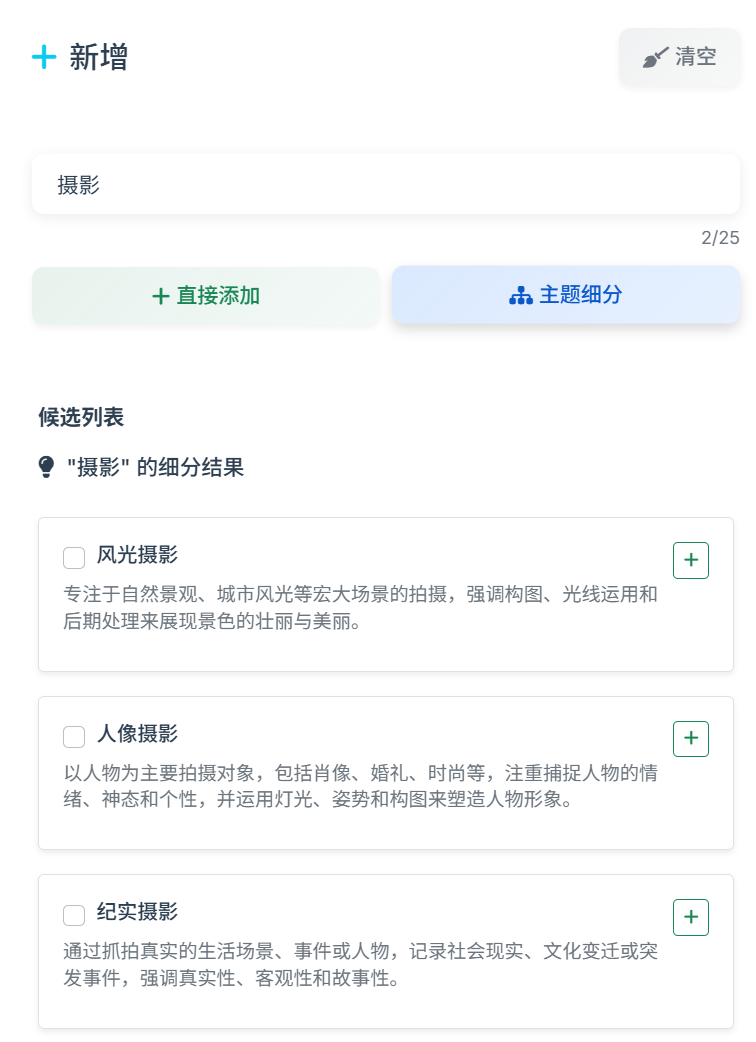 新增
清空
摄影
2/25
直接添加
主题细分
候选列表
"摄影" 的细分结果
风光摄影
专注于自然景观、城市风光等宏大场景的拍摄，强调构图、光线运用和
后期处理来展现景色的壮丽与美丽。
人像摄影
以人物为主要拍摄对象，包括肖像、婚礼、时尚等，注重捕捉人物的情
绪、神态和个性，并运用灯光、姿势和构图来塑造人物形象。
纪实摄影
通过抓拍真实的生活场景、事件或人物，记录社会现实、文化变迁或突
发事件，强调真实性、客观性和故事性。